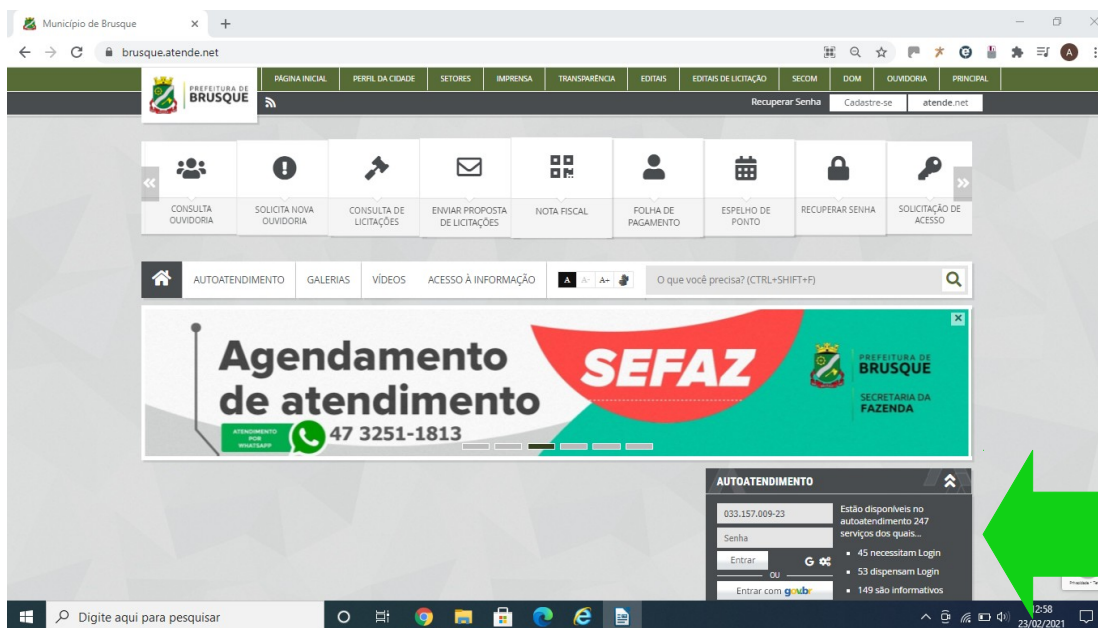 Município de Brusque
brusque.atende.net
A
PÁGINA INICIAL PERFIL DA CIDADE SETORES IMPRENSA TRANSPARÊNCIA EDITAIS EDITAIS DE LICITAÇÃO SECOM DOM OUVIDORIA PRINCIPAL
PREFEITURA DE
BRUSQUE
Recuperar Senha Cadastre-se atende.net
CONSULTA OUVIDORIA
SOLICITA NOVA OUVIDORIA
CONSULTA DE LICITAÇÕES
ENVIAR PROPOSTA DE LICITAÇÕES
NOTA FISCAL
FOLHA DE PAGAMENTO
ESPELHO DE PONTO
RECUPERAR SENHA
SOLICITAÇÃO DE ACESSO
AUTOATENDIMENTO GALERIAS VÍDEOS ACESSO À INFORMAÇÃO A A- A+ O que você precisa? (CTRL+SHIFT+F)
Agendamento
de atendimento
ATENDIMENTO
POR
WHATSAPP
47 3251-1813
SEFAZ
PREFEITURA DE
BRUSQUE
SECRETARIA DA
FAZENDA
AUTOATENDIMENTO
033.157.009-23
Senha
Entrar G
OU
Entrar com govbr
Estão disponíveis no
autoatendimento 247
serviços dos quais...
45 necessitam Login
53 dispensam Login
149 são informativos
Digite aqui para pesquisar
23/02/2021